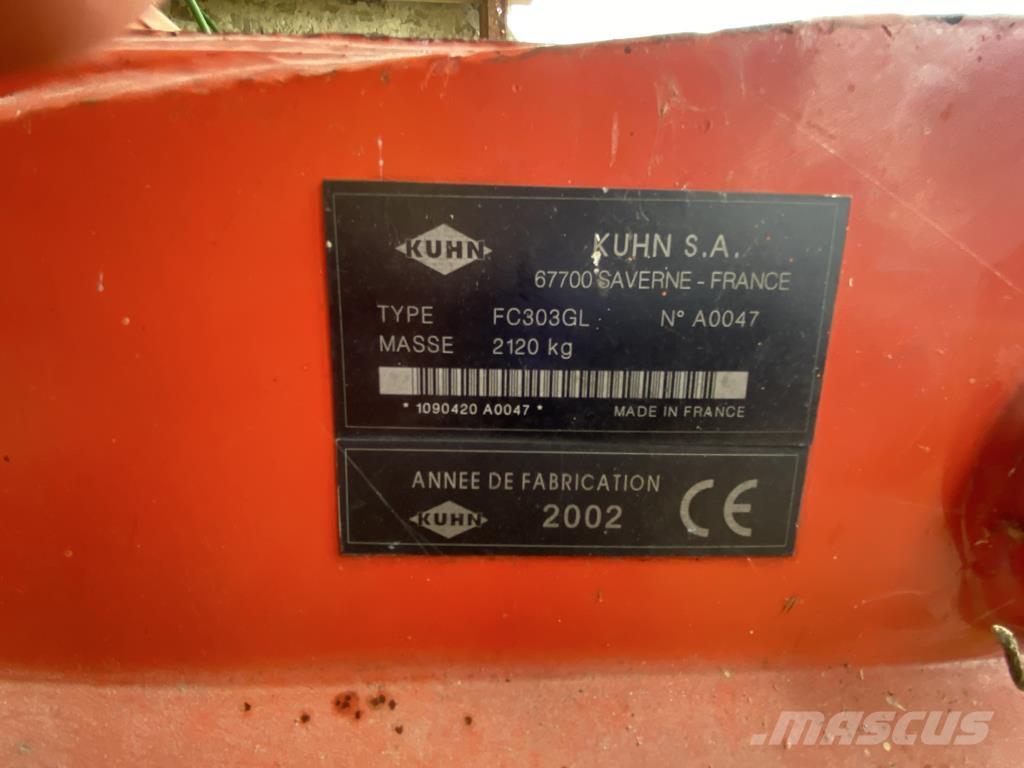 KUHN
KUHN S.A.
67700 SAVERNE - FRANCE
TYPE FC303GL N° A0047
MASSE 2120 kg
* 1090420 A0047 * MADE IN FRANCE
ANNEE DE FABRICATION
KUHN 2002 CE
MASCUS